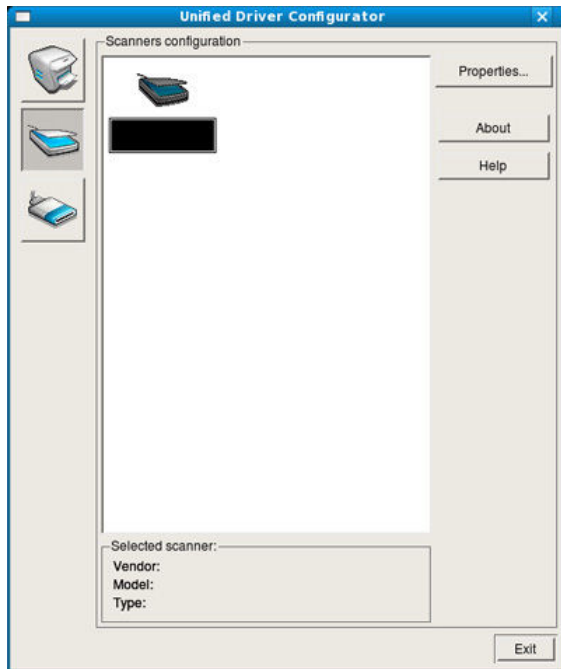 Unified Driver Configurator
Scanners configuration
Properties...
About
Help
Selected scanner:
Vendor:
Model:
Type:
Exit